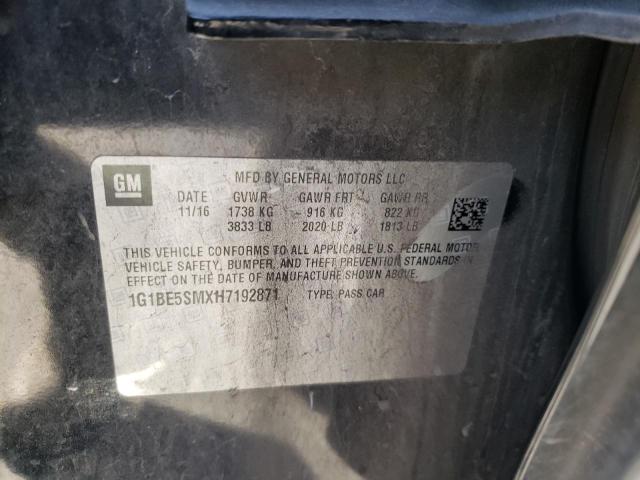 GM
MFD BY GENERAL MOTORS LLC
DATE GVWR GAWR FRT GAWR RR
11/16 1738 KG 916 KG 822 KG
3833 LB 2020 LB 1813 LB
THIS VEHICLE CONFORMS TO ALL APPLICABLE U.S. FEDERAL MOTOR
VEHICLE SAFETY, BUMPER, AND THEFT PREVENTION STANDARDS
IN EFFECT ON THE DATE OF MANUFACTURE SHOWN ABOVE.
1G1BE5SMXH7192871 TYPE: PASS CAR